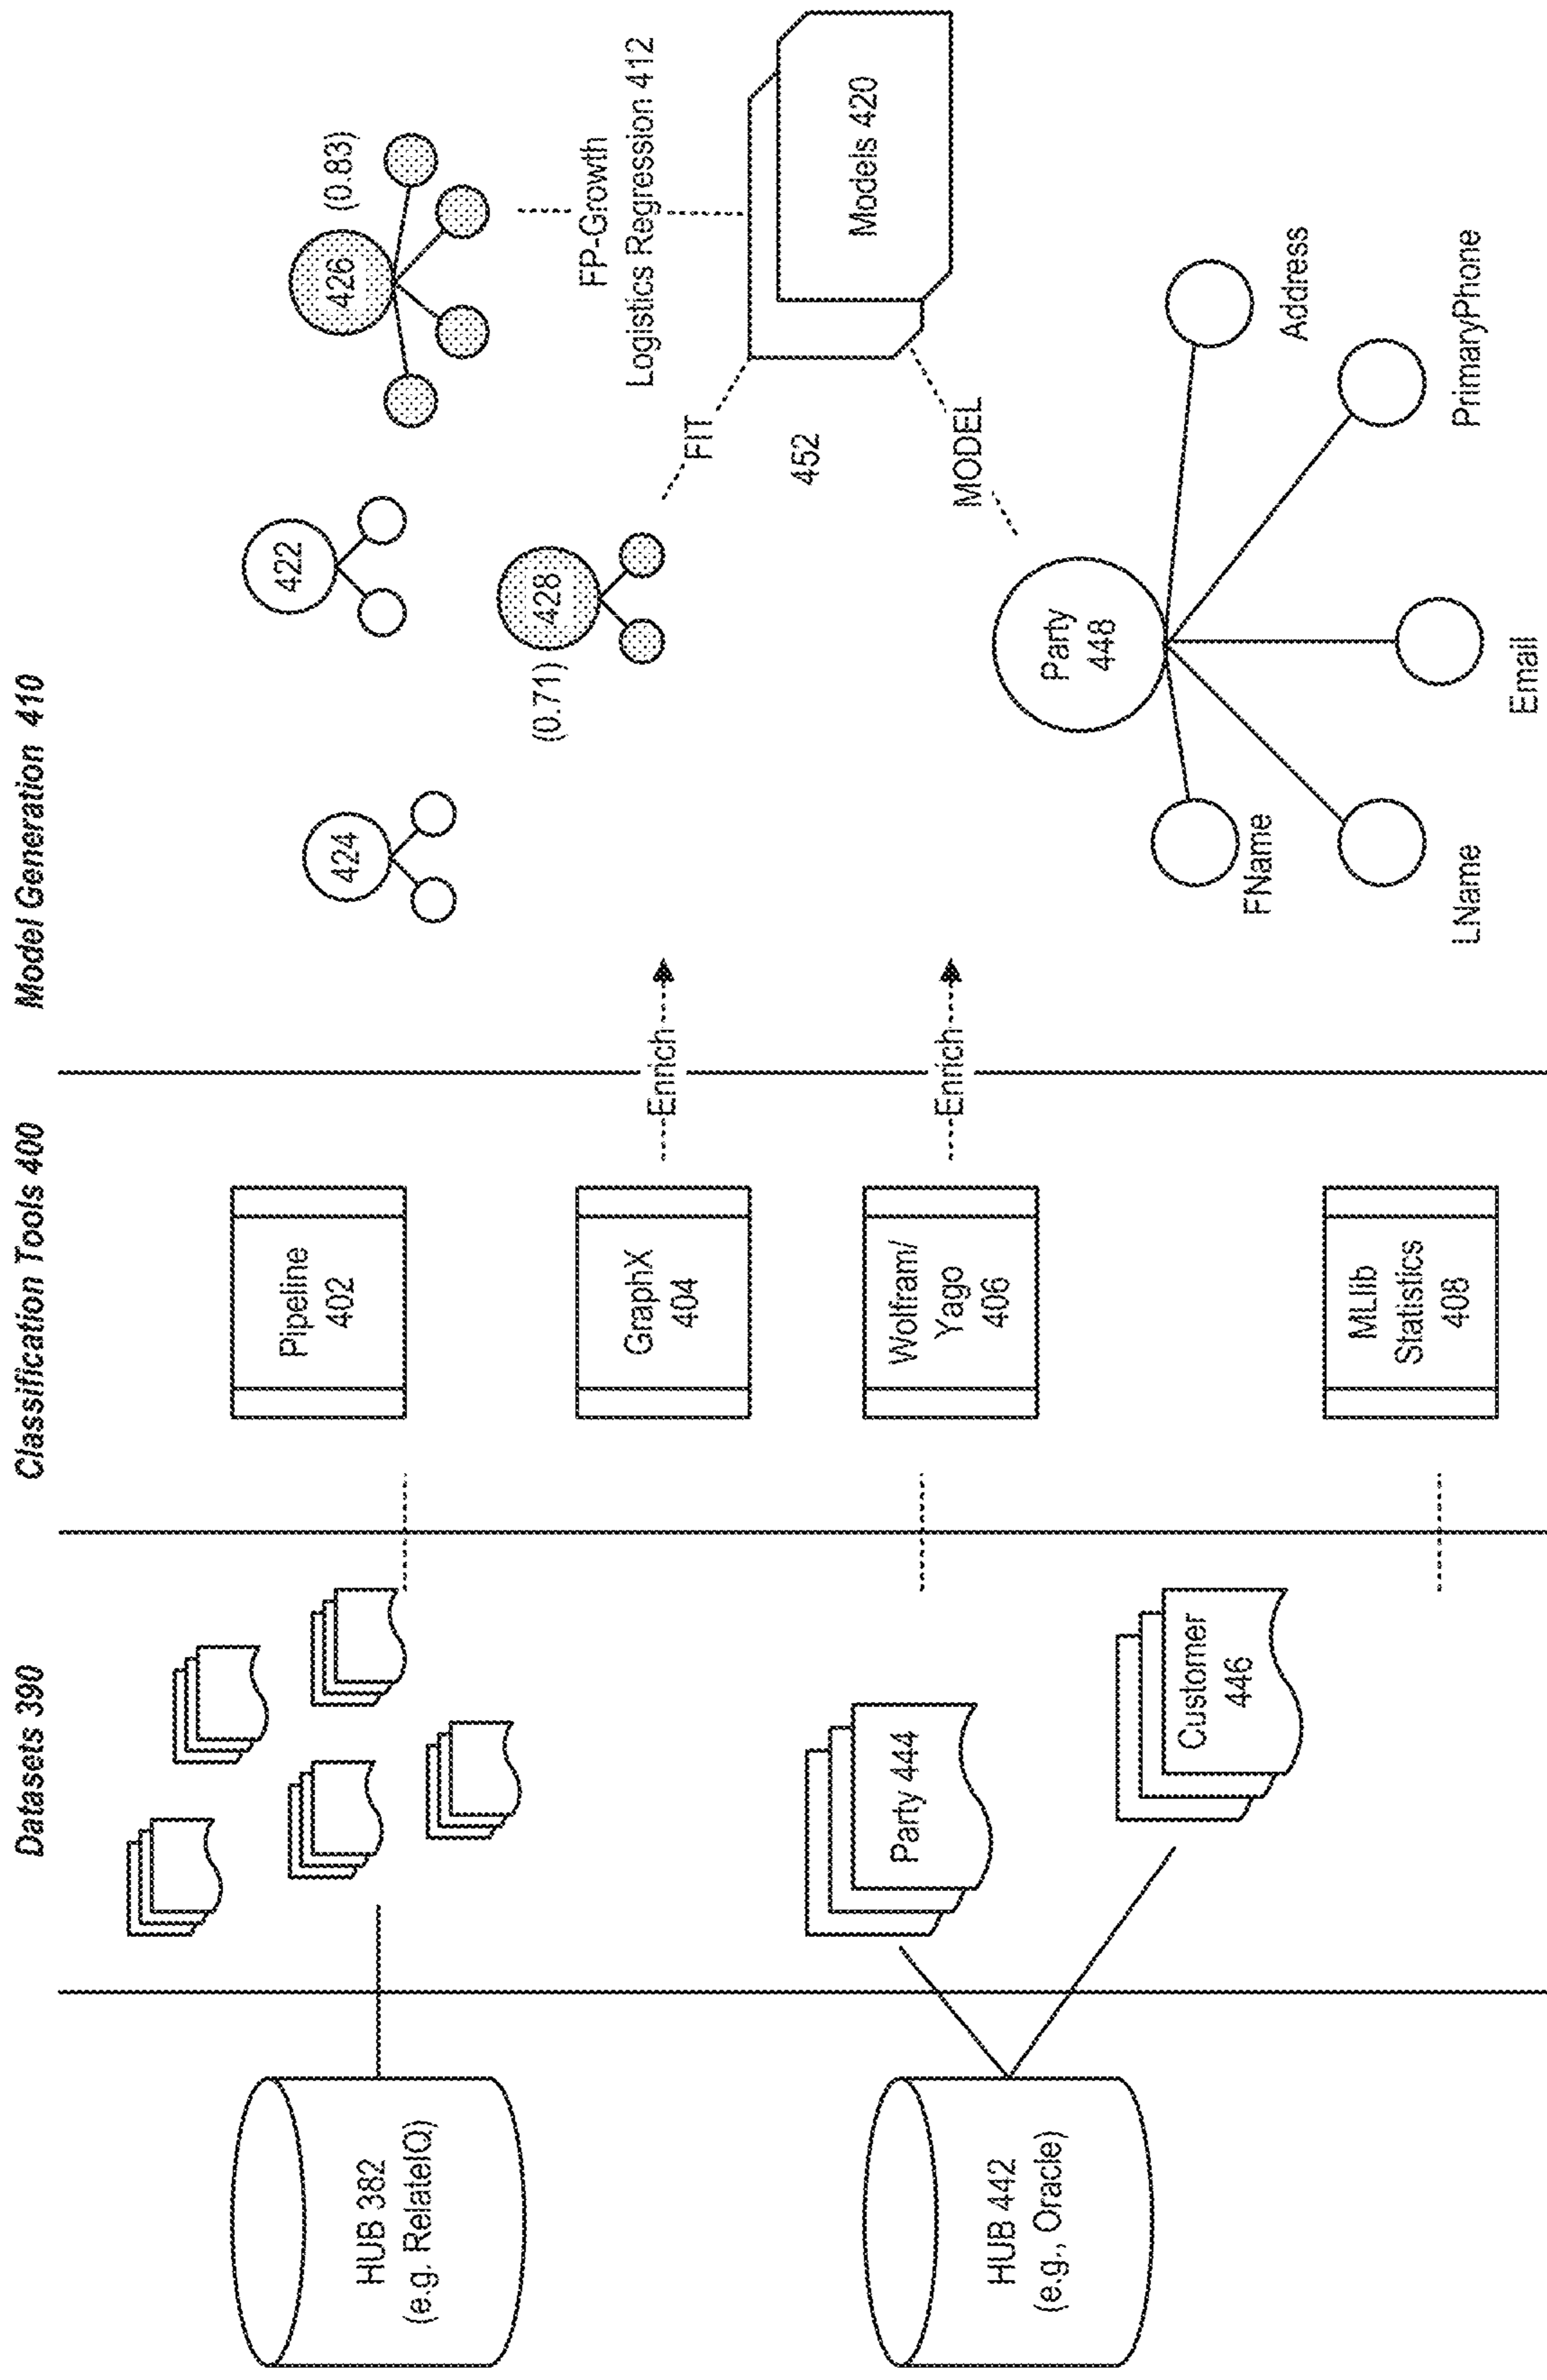 Datasets 390
Classification Tools 400
Model Generation 410
HUB 382
(e.g. RelateIQ)
HUB 442
(e.g., Oracle)
Party 444
Customer
446
Pipeline
402
GraphX
404
Wolfram/
Yago
406
MLlib
Statistics
408
Enrich
Enrich
424
422
426
(0.83)
428
(0.71)
FP-Growth
Logistics Regression 412
FIT
452
MODEL
Models 420
Party
448
FName
LName
Email
PrimaryPhone
Address